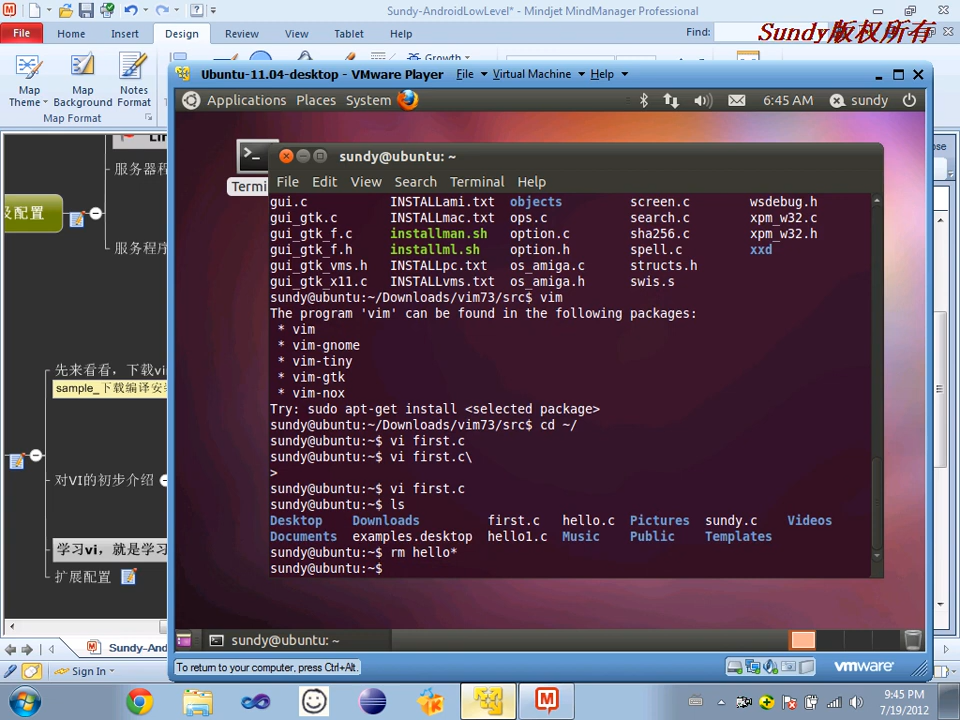 Sundy-AndroidLowLevel* - Mindjet MindManager Professional
File Home Insert Design Review View Tablet Help Find:
Sundy版权所有
Map Theme
Map Background
Notes Format
Map Format
Growth
Ubuntu-11.04-desktop - VMware Player File Virtual Machine Help
Applications Places System 6:45 AM sundy
Termi
sundy@ubuntu: ~
File Edit View Search Terminal Help
gui.c INSTALLami.txt objects screen.c wsdebug.h
gui_gtk.c INSTALLmac.txt ops.c search.c xpm_w32.c
gui_gtk_f.c installman.sh option.c sha256.c xpm_w32.h
gui_gtk_f.h installml.sh option.h spell.c xxd
gui_gtk_vms.h INSTALLpc.txt os_amiga.c structs.h
gui_gtk_x11.c INSTALLvms.txt os_amiga.h swis.s
sundy@ubuntu:~/Downloads/vim73/src$ vim
The program 'vim' can be found in the following packages:
* vim
* vim-gnome
* vim-tiny
* vim-gtk
* vim-nox
Try: sudo apt-get install <selected package>
sundy@ubuntu:~/Downloads/vim73/src$ cd ~/
sundy@ubuntu:~$ vi first.c
sundy@ubuntu:~$ vi first.c\
>
sundy@ubuntu:~$ vi first.c
sundy@ubuntu:~$ ls
Desktop Downloads first.c hello.c Pictures sundy.c Videos
Documents examples.desktop hello1.c Music Public Templates
sundy@ubuntu:~$ rm hello*
sundy@ubuntu:~$
服务器程
及配置
服务程序
先来看看，下载vi
sample_下载编译安装
对VI的初步介绍
学习vi，就是学习
扩展配置
sundy@ubuntu: ~
Sundy-And
To return to your computer, press Ctrl+Alt.
vmware
Sign In
9:45 PM
7/19/2012